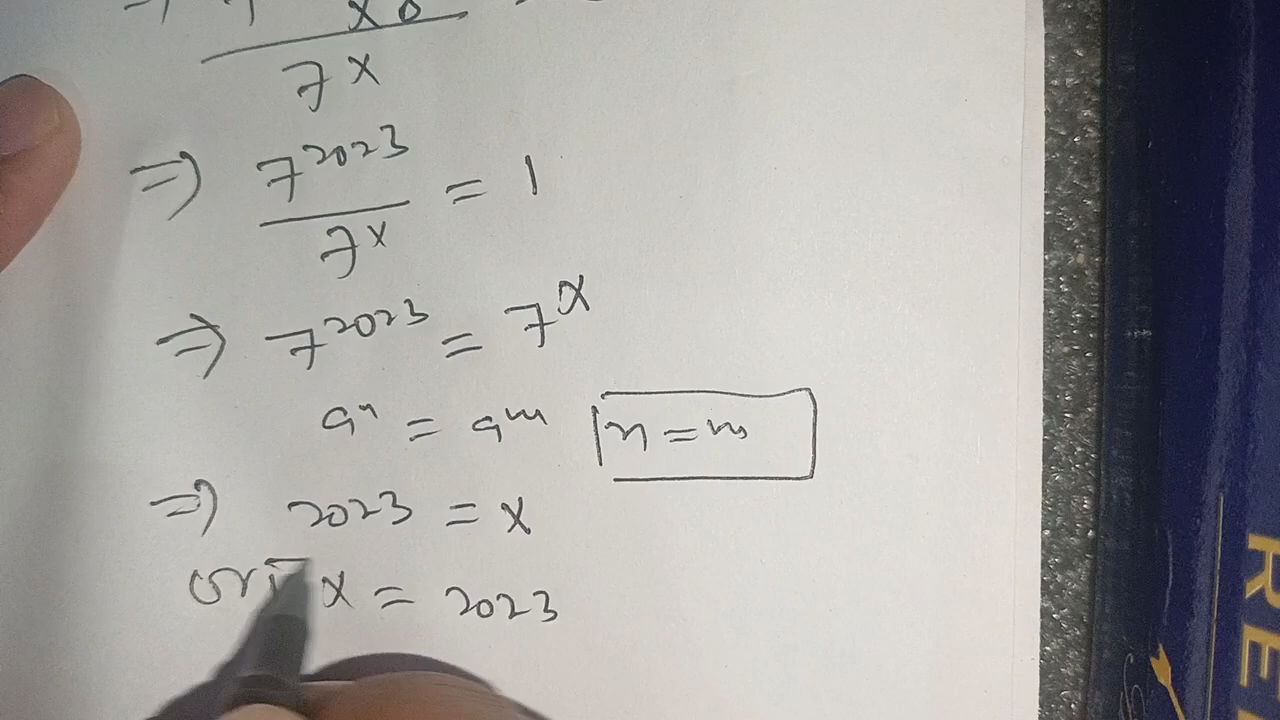 7^x
=> 7^2023 / 7^x = 1
=> 7^2023 = 7^x
a^n = a^m n = m
=> 2023 = x
or x = 2023